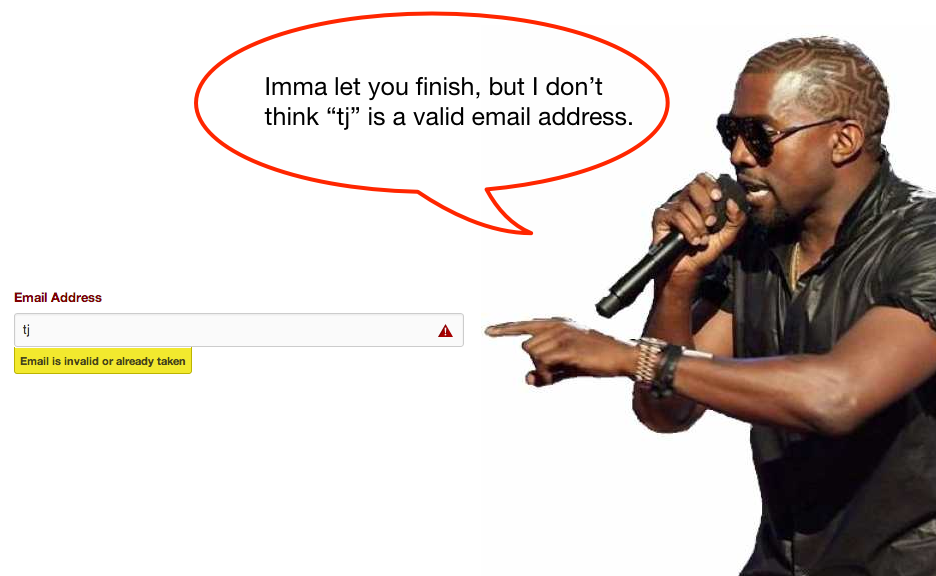 Imma let you finish, but I don’t
think “tj” is a valid email address.
Email Address
tj
Email is invalid or already taken